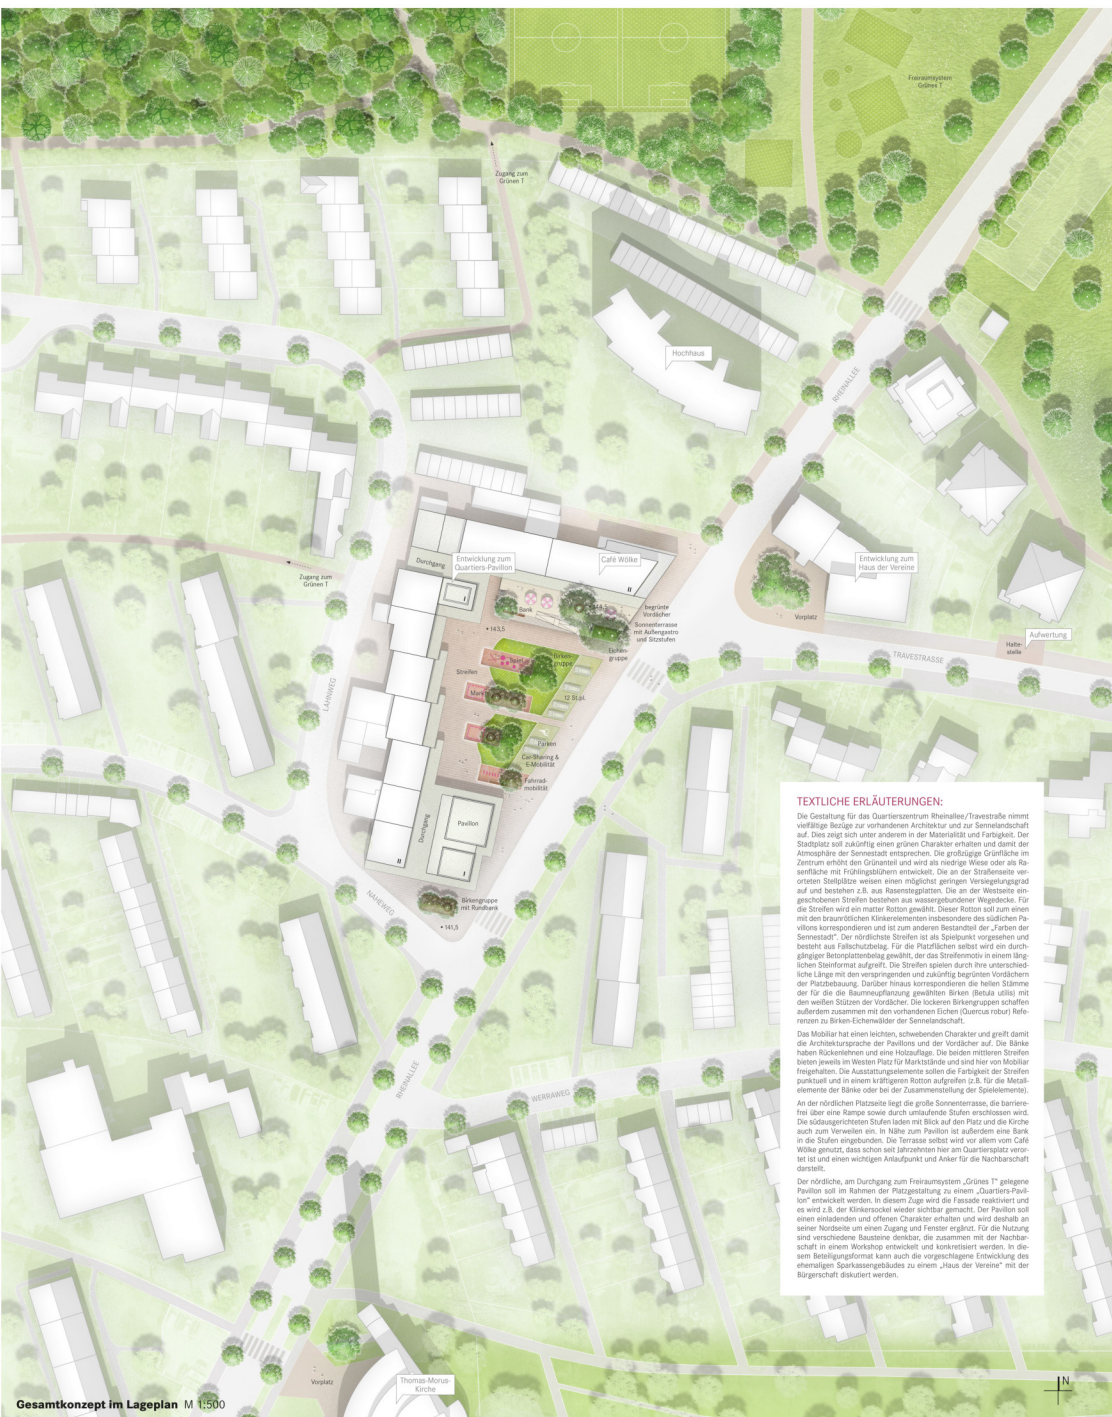 Freiraumsystem
Grünes T
Zugang zum
Grünen T
Hochhaus
RHEINALLEE
Durchgang
Entwicklung zum
Quartiers-Pavillon
Café Wölke
Entwicklung zum
Haus der Vereine
Zugang zum
Grünen T
I
II
Bank
begrünte
Vordächer
Sonnenterrasse
mit Außengastro
und Sitzstufen
Vorplatz
143,5
Eichen-
gruppe
Birken-
gruppe
Aufwertung
Halte-
stelle
TRAVESTRASSE
Streifen
LAHNWEG
12 St.pl.
Parken
Car-Sharing &
E-Mobilität
Fahrrad-
mobilität
Durchgang
Pavillon
II
I
NAHEWEG
Birkengruppe
mit Rundbank
141,5
RHEINALLEE
WERRAWEG
TEXTLICHE ERLÄUTERUNGEN:
Die Gestaltung für das Quartierszentrum Rheinallee/Travestraße nimmt
vielfältige Bezüge zur vorhandenen Architektur und zur Sennelandschaft
auf. Dies zeigt sich unter anderem in der Materialität und Farbigkeit. Der
Stadtplatz soll zukünftig einen grünen Charakter erhalten und damit der
Atmosphäre der Sennestadt entsprechen. Die großzügige Grünfläche im
Zentrum erhöht den Grünanteil und wird als niedrige Wiese oder als Ra-
senfläche mit Frühlingsblühern entwickelt. Die an der Straßenseite ver-
orteten Stellplätze weisen einen möglichst geringen Versiegelungsgrad
auf und bestehen z.B. aus Rasenstegplatten. Die an der Westseite ein-
geschobenen Streifen bestehen aus wassergebundener Wegedecke. Für
die Streifen wird ein matter Rotton gewählt. Dieser Rotton soll zum einen
mit den braunrötlichen Klinkerelementen insbesondere des südlichen Pa-
villons korrespondieren und ist zum anderen Bestandteil der „Farben der
Sennestadt“. Der nördlichste Streifen ist als Spielpunkt vorgesehen und
besteht aus Fallschutzbelag. Für die Platzflächen selbst wird ein durch-
gängiger Betonplattenbelag gewählt, der das Streifenmotiv in einem läng-
lichen Steinformat aufgreift. Die Streifen spielen durch ihre unterschied-
liche Länge mit den verspringenden und zukünftig begrünten Vordächern
der Platzbebauung. Darüber hinaus korrespondieren die hellen Stämme
der für die die Baumneupflanzung gewählten Birken (Betula utilis) mit
den weißen Stützen der Vordächer. Die lockeren Birkengruppen schaffen
außerdem zusammen mit den vorhandenen Eichen (Quercus robur) Refe-
renzen zu Birken-Eichenwälder der Sennelandschaft.
Das Mobiliar hat einen leichten, schwebenden Charakter und greift damit
die Architektursprache der Pavillons und der Vordächer auf. Die Bänke
haben Rückenlehnen und eine Holzauflage. Die beiden mittleren Streifen
bieten jeweils im Westen Platz für Marktstände und sind hier von Mobiliar
freigehalten. Die Ausstattungselemente sollen die Farbigkeit der Streifen
punktuell und in einem kräftigeren Rotton aufgreifen (z.B. für die Metall-
elemente der Bänke oder bei der Zusammenstellung der Spielelemente).
An der nördlichen Platzseite liegt die große Sonnenterrasse, die barriere-
frei über eine Rampe sowie durch umlaufende Stufen erschlossen wird.
Die südausgerichteten Stufen laden mit Blick auf den Platz und die Kirche
auch zum Verweilen ein. In Nähe zum Pavillon ist außerdem eine Bank
in die Stufen eingebunden. Die Terrasse selbst wird vor allem vom Café
Wölke genutzt, dass schon seit Jahrzehnten hier am Quartiersplatz veror-
tet ist und einen wichtigen Anlaufpunkt und Anker für die Nachbarschaft
darstellt.
Der nördliche, am Durchgang zum Freiraumsystem „Grünes T“ gelegene
Pavillon soll im Rahmen der Platzgestaltung zu einem „Quartiers-Pavil-
lon“ entwickelt werden. In diesem Zuge wird die Fassade reaktiviert und
es wird z.B. der Klinkersockel wieder sichtbar gemacht. Der Pavillon soll
einen einladenden und offenen Charakter erhalten und wird deshalb an
seiner Nordseite um einen Zugang und Fenster ergänzt. Für die Nutzung
sind verschiedene Bausteine denkbar, die zusammen mit der Nachbar-
schaft in einem Workshop entwickelt und konkretisiert werden. In die-
sem Beteiligungsformat kann auch die vorgeschlagene Entwicklung des
ehemaligen Sparkassengebäudes zu einem „Haus der Vereine“ mit der
Bürgerschaft diskutiert werden.
Vorplatz
Thomas-Morus-
Kirche
N
Gesamtkonzept im Lageplan M 1:500